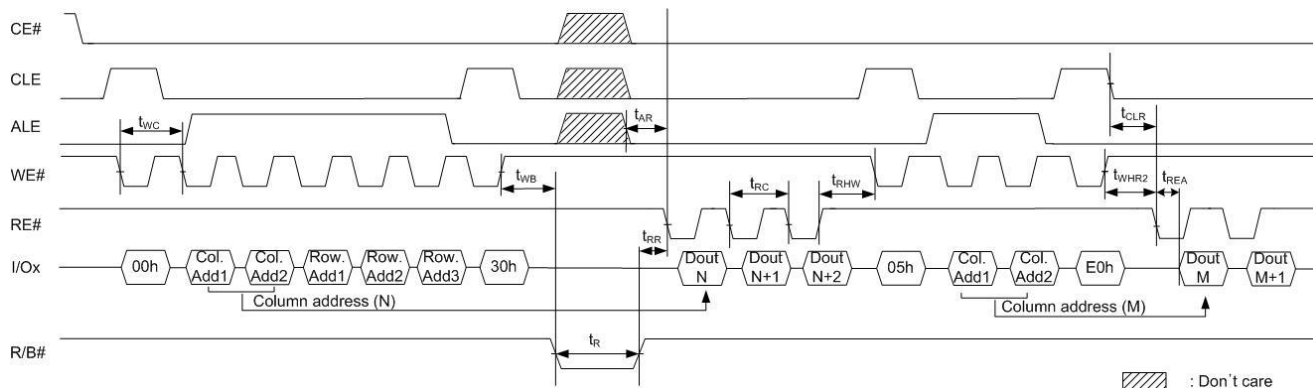 CE#
CLE
ALE
tWC
tAR
tCLR
WE#
tWB
tRC
tRHW
tWHR2
tREA
RE#
tRR
I/Ox
00h
Col. Add1
Col. Add2
Row. Add1
Row. Add2
Row. Add3
30h
Dout N
Dout N+1
Dout N+2
05h
Col. Add1
Col. Add2
E0h
Dout M
Dout M+1
Column address (N)
Column address (M)
R/B#
tR
: Don't care